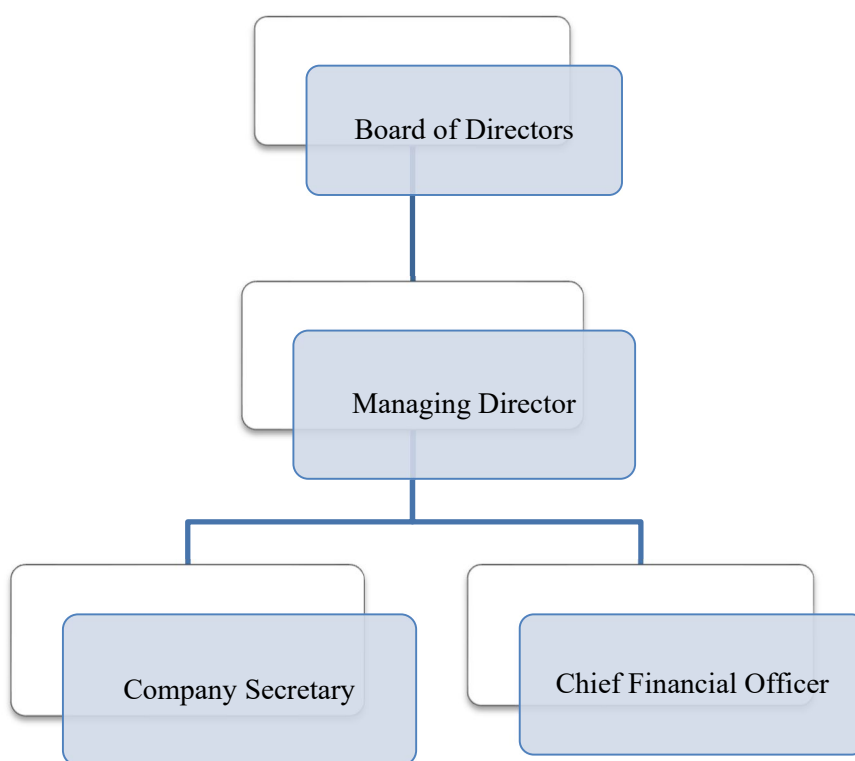 Board of Directors
Managing Director
Company Secretary
Chief Financial Officer